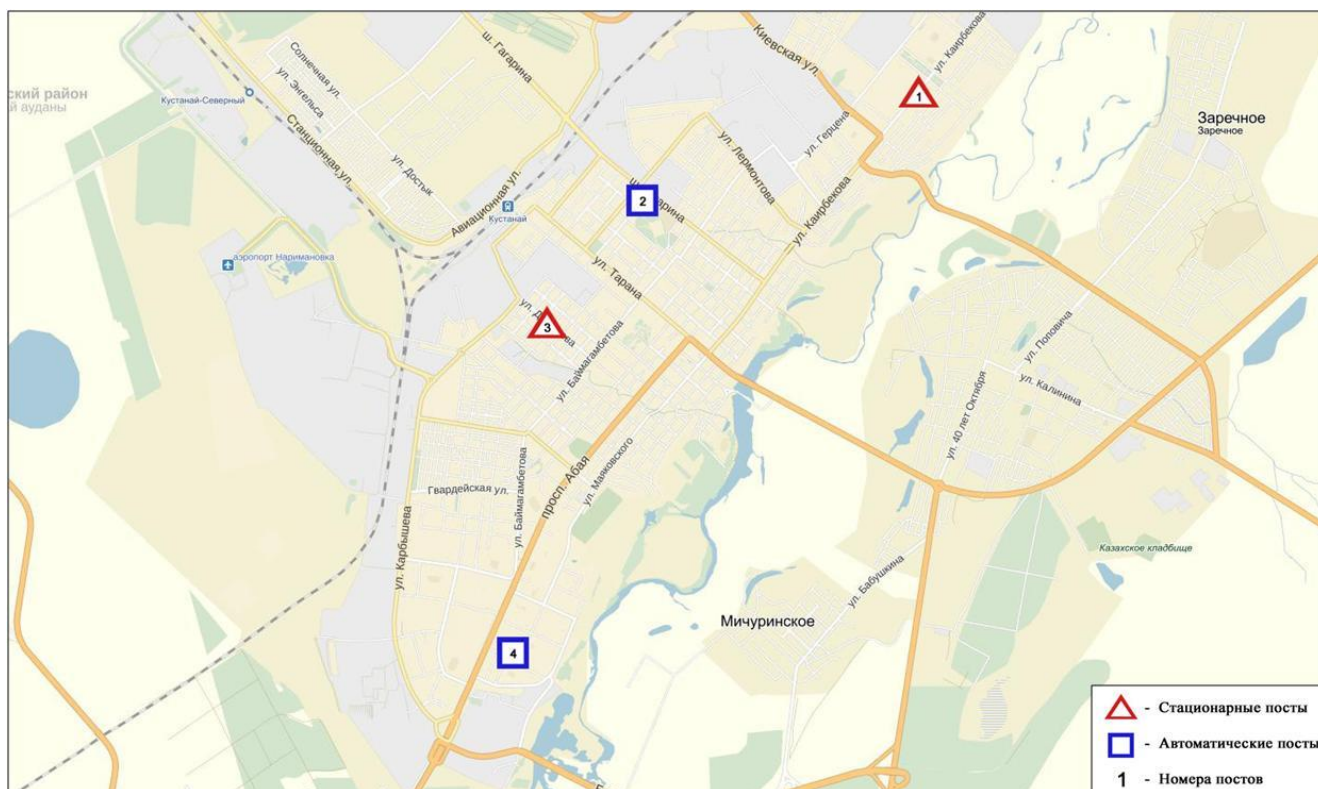 ский район
й ауданы
Кустанай-Северный
Солнечная ул.
ул. Энгельса
Станционная ул.
ул. Достык
ш. Гагарина
Авиационная ул.
Кустанай
аэропорт Наримановка
Киевская ул.
ул. Каирбекова
1
ул. Герцена
ул. Лермонтова
2
ул. Каирбекова
Заречное
Заречное
ул. Тарана
3
ул. Баймагамбетова
ул. Поповича
ул. Калинина
ул. 40 лет Октября
просп. Абая
ул. Маяковского
Гвардейская ул.
ул. Баймагамбетова
ул. Карбышева
Казахское кладбище
ул. Бабушкина
Мичуринское
4
- Стационарные посты
- Автоматические посты
1 - Номера постов